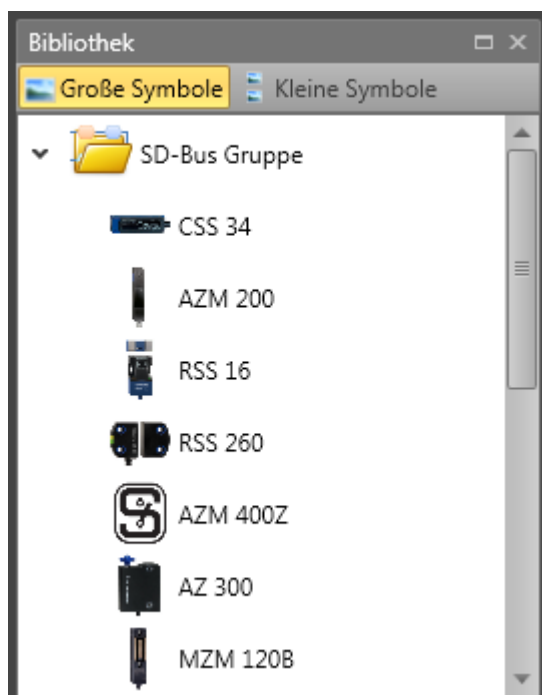 Bibliothek
Große Symbole Kleine Symbole
SD-Bus Gruppe
CSS 34
AZM 200
RSS 16
RSS 260
AZM 400Z
AZ 300
MZM 120B